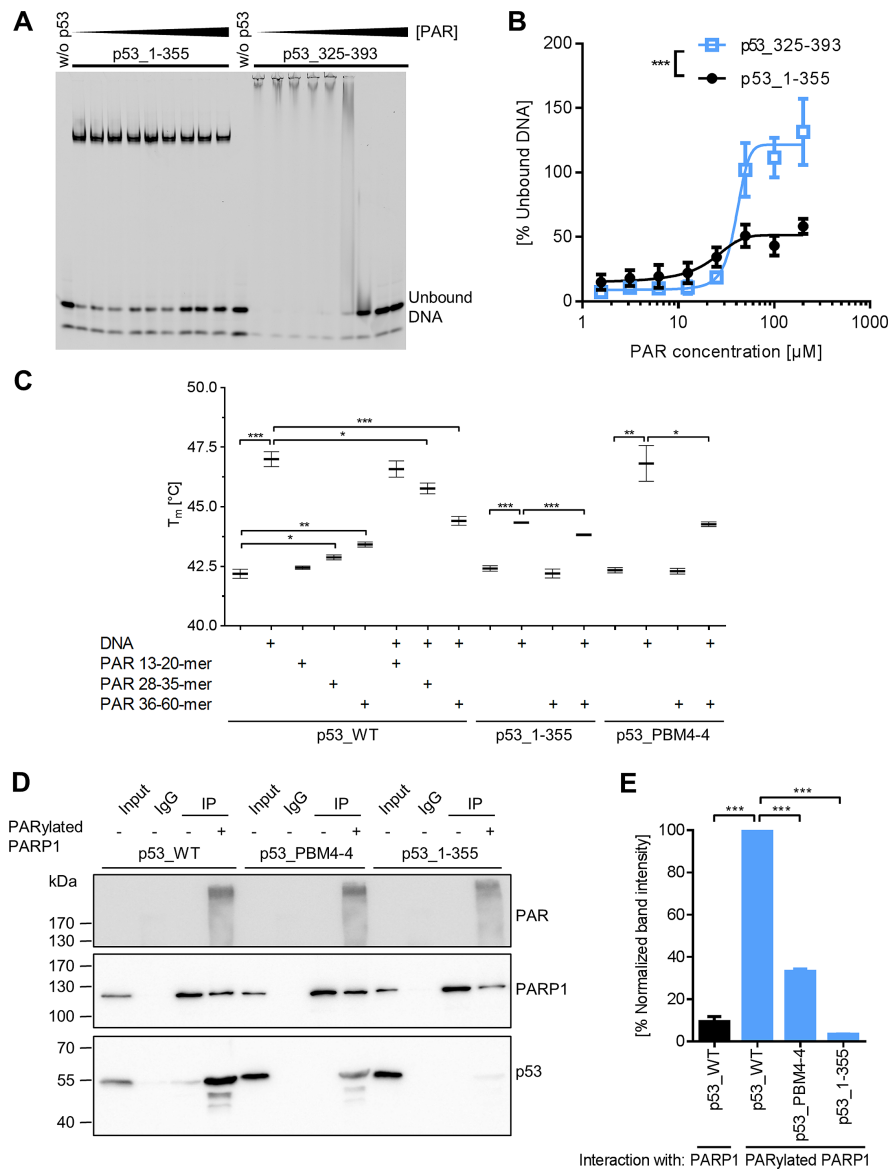 A
w/o p53
w/o p53
[PAR]
p53_1-355
p53_325-393
Unbound
DNA
B
p53_325-393
***
p53_1-355
200
150
100
50
0
[% Unbound DNA]
1
10
100
1000
PAR concentration [µM]
C
50.0
47.5
45.0
42.5
40.0
Tm [°C]
***
***
*
**
*
***
***
**
*
DNA + + + + + + + +
PAR 13-20-mer + +
PAR 28-35-mer + +
PAR 36-60-mer + + + + + +
p53_WT
p53_1-355
p53_PBM4-4
D
Input IgG IP Input IgG IP Input IgG IP
PARylated
PARP1
- - - + - - - + - - - +
p53_WT p53_PBM4-4 p53_1-355
kDa
170
130
PAR
170
130
100
PARP1
70
55
40
p53
E
***
*** ***
100
80
60
40
20
0
[% Normalized band intensity]
p53_WT
p53_WT
p53_PBM4-4
p53_1-355
Interaction with: PARP1 PARylated PARP1